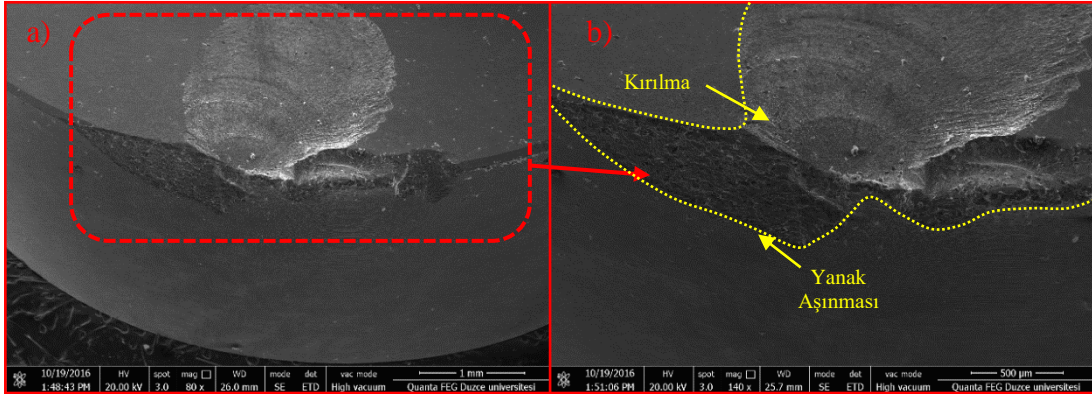 a)
10/19/2016 HV spot mag □ WD mode det vac mode 1 mm
1:48:43 PM 20.00 kV 3.0 80 x 26.0 mm SE ETD High vacuum Quanta FEG Duzce universitesi
b)
Kırılma
Yanak
Aşınması
10/19/2016 HV spot mag □ WD mode det vac mode 500 µm
1:51:06 PM 20.00 kV 3.0 140 x 25.7 mm SE ETD High vacuum Quanta FEG Duzce universitesi